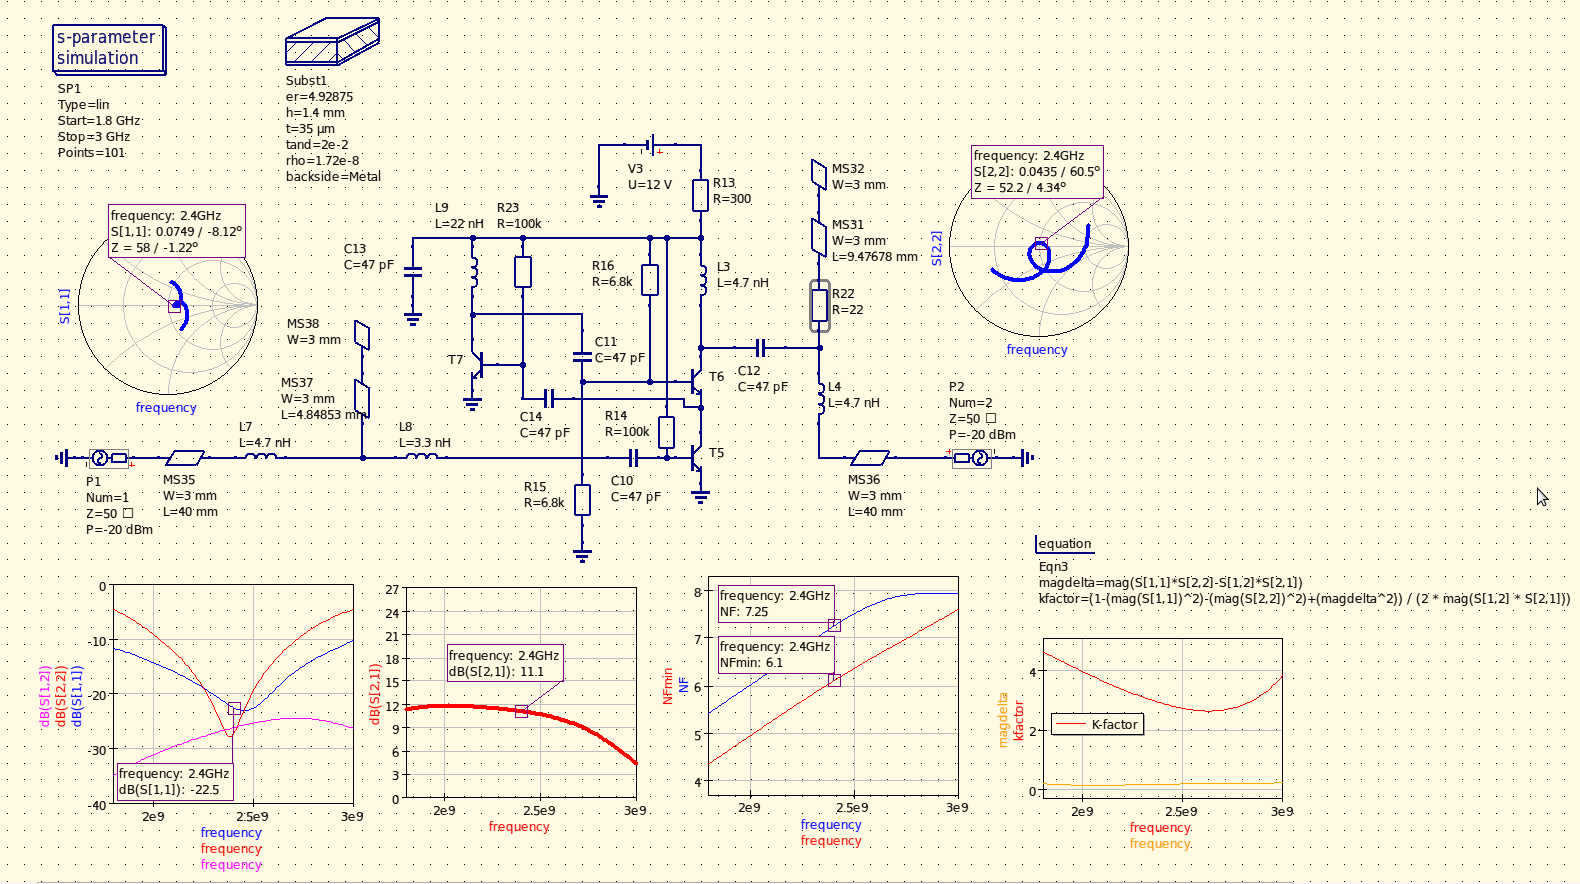 s-parameter
simulation
SP1
Type=lin
Start=1.8 GHz
Stop=3 GHz
Points=101
Subst1
er=4.92875
h=1.4 mm
t=35 µm
tand=2e-2
rho=1.72e-8
backside=Metal
V3
U=12 V
R13
R=300
MS32
W=3 mm
MS31
W=3 mm
L=9.47678 mm
R22
R=22
frequency: 2.4GHz
S[2,2]: 0.0435 / 60.5º
Z = 52.2 / 4.34º
S[2,2]
frequency
frequency: 2.4GHz
S[1,1]: 0.0749 / -8.12º
Z = 58 / -1.22º
S[1,1]
frequency
L9
L=22 nH
R23
R=100k
C13
C=47 pF
R16
R=6.8k
L3
L=4.7 nH
MS38
W=3 mm
MS37
W=3 mm
L=4.84853 mm
T7
C11
C=47 pF
T6
C12
C=47 pF
L4
L=4.7 nH
P2
Num=2
Z=50 □
P=-20 dBm
C14
C=47 pF
R14
R=100k
T5
L7
L=4.7 nH
L8
L=3.3 nH
P1
Num=1
Z=50 □
P=-20 dBm
MS35
W=3 mm
L=40 mm
R15
R=6.8k
C10
C=47 pF
MS36
W=3 mm
L=40 mm
equation
Eqn3
magdelta=mag(S[1,1]*S[2,2]-S[1,2]*S[2,1])
kfactor=(1-(mag(S[1,1])^2)-(mag(S[2,2])^2)+(magdelta^2)) / (2 * mag(S[1,2] * S[2,1]))
0
-10
-20
-30
-40
dB(S[1,2])
dB(S[2,2])
dB(S[1,1])
frequency: 2.4GHz
dB(S[1,1]): -22.5
2e9
2.5e9
3e9
frequency
frequency
frequency
27
24
21
18
15
12
9
6
3
0
dB(S[2,1])
frequency: 2.4GHz
dB(S[2,1]): 11.1
2e9
2.5e9
3e9
frequency
8
7
6
5
4
NFmin
NF
frequency: 2.4GHz
NF: 7.25
frequency: 2.4GHz
NFmin: 6.1
2e9
2.5e9
3e9
frequency
frequency
4
2
0
magdelta
kfactor
K-factor
2e9
2.5e9
3e9
frequency
frequency